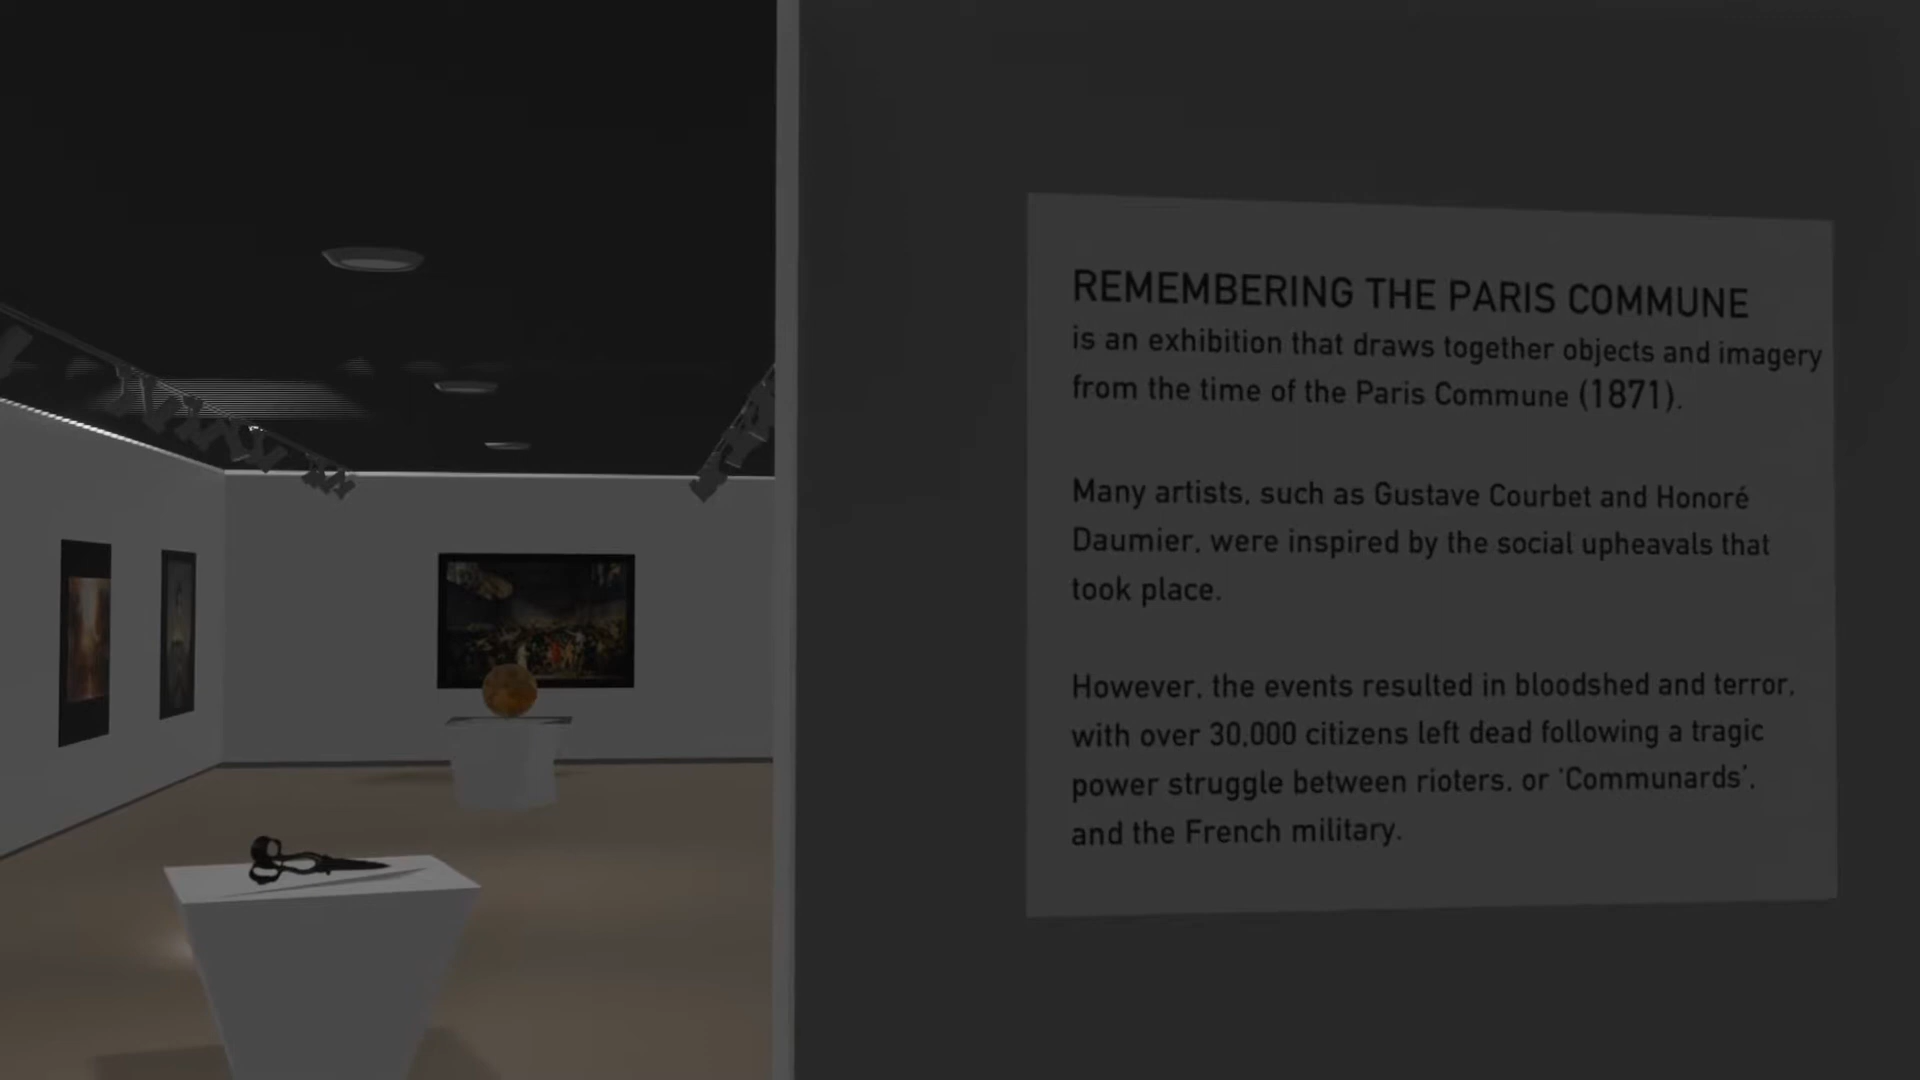 REMEMBERING THE PARIS COMMUNE
is an exhibition that draws together objects and imagery
from the time of the Paris Commune (1871).
Many artists, such as Gustave Courbet and Honoré
Daumier, were inspired by the social upheavals that
took place.
However, the events resulted in bloodshed and terror,
with over 30,000 citizens left dead following a tragic
power struggle between rioters, or 'Communards',
and the French military.